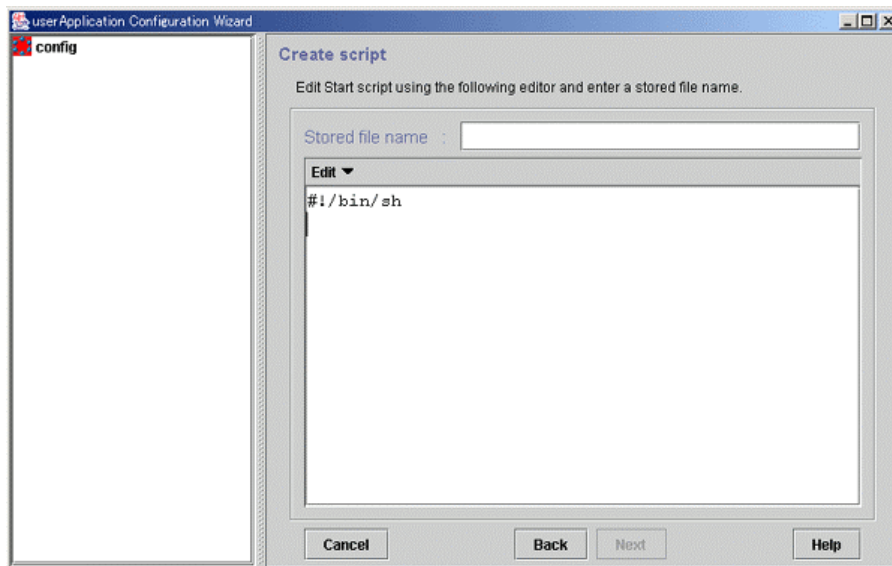 userApplication Configuration Wizard
config
Create script
Edit Start script using the following editor and enter a stored file name.
Stored file name :
Edit
#!/bin/sh
Cancel Back Next Help